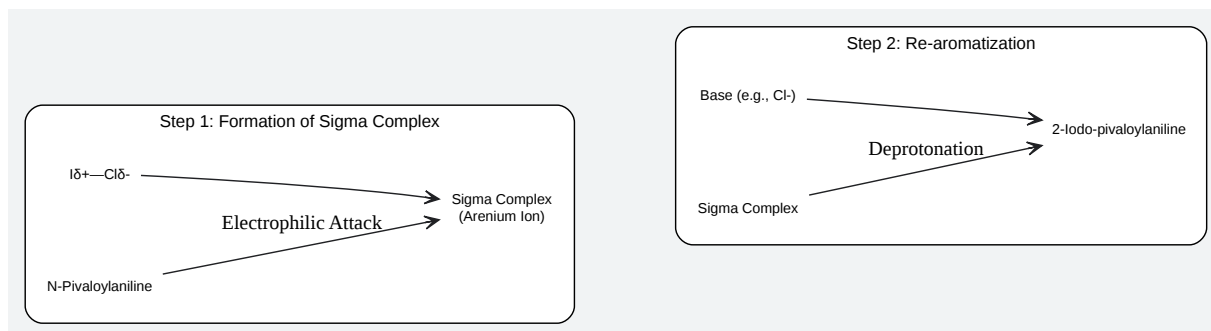 Step 1: Formation of Sigma Complex
Iδ+—Clδ-
Sigma Complex
(Arenium Ion)
Electrophilic Attack
N-Pivaloylaniline
Step 2: Re-aromatization
Base (e.g., Cl-)
2-Iodo-pivaloylaniline
Deprotonation
Sigma Complex